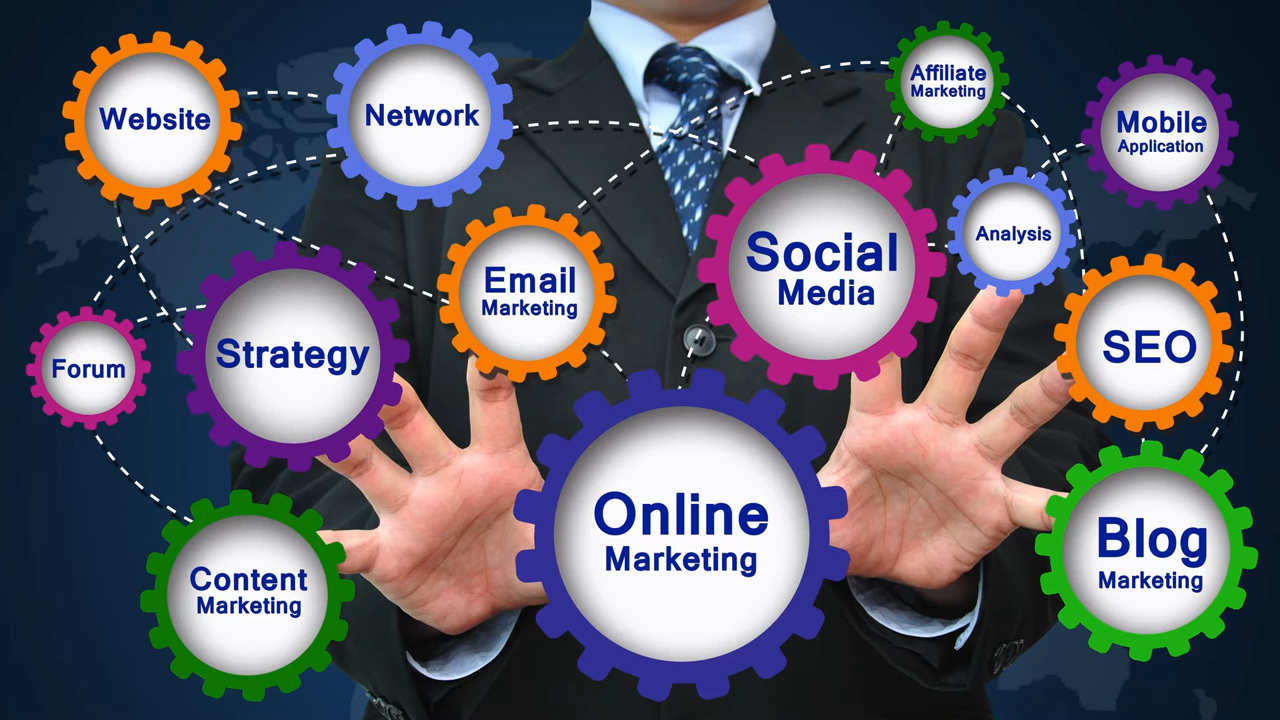 Website
Network
Affiliate
Marketing
Mobile
Application
Analysis
Social
Media
Email
Marketing
Strategy
Forum
SEO
Online
Marketing
Blog
Marketing
Content
Marketing